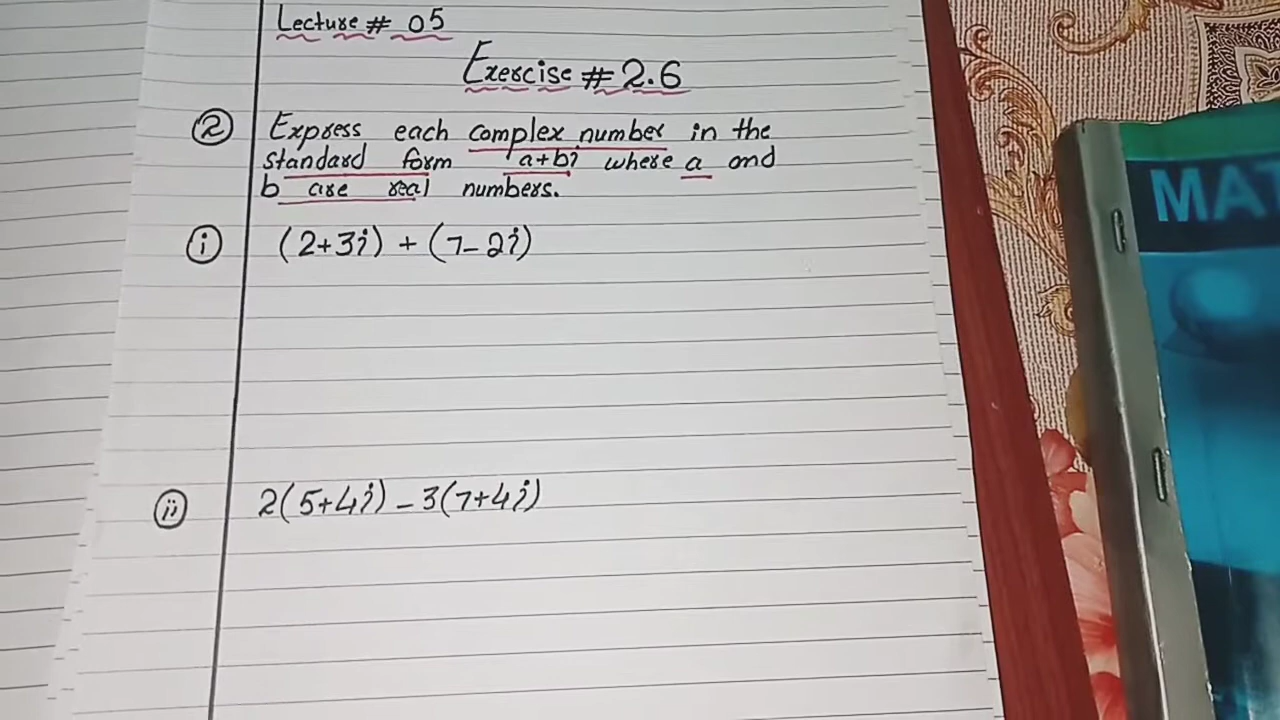 Lecture # 05
Exercise # 2.6
② Express each complex number in the
standard form a+bi where a and
b are real numbers.
ⓘ (2+3i) + (7-2i)
ⓘⓘ 2(5+4i) - 3(7+4i)
MAT